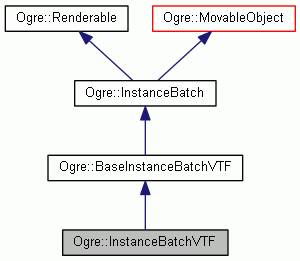 Ogre::Renderable
Ogre::MovableObject
Ogre::InstanceBatch
Ogre::BaseInstanceBatchVTF
Ogre::InstanceBatchVTF